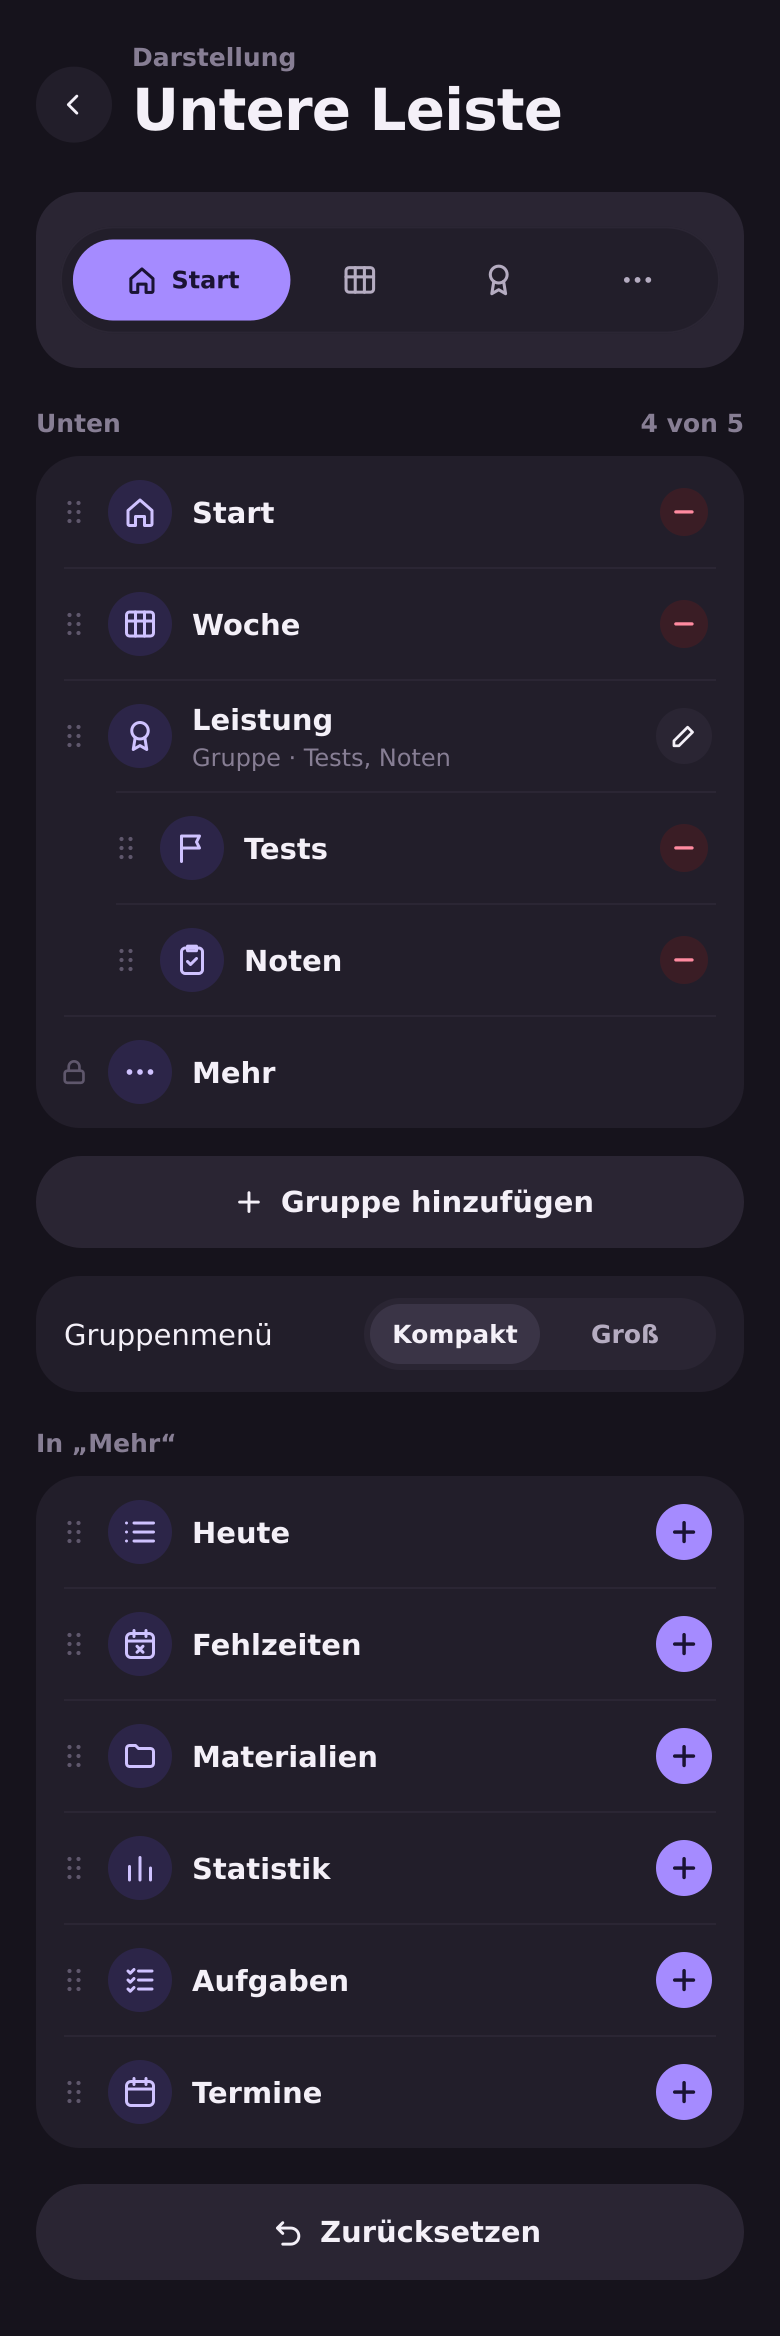 Darstellung
Untere Leiste
Start
Unten
4 von 5
Start
Woche
Leistung
Gruppe · Tests, Noten
Tests
Noten
Mehr
Gruppe hinzufügen
Gruppenmenü
Kompakt
Groß
In „Mehr“
Heute
Fehlzeiten
Materialien
Statistik
Aufgaben
Termine
Zurücksetzen